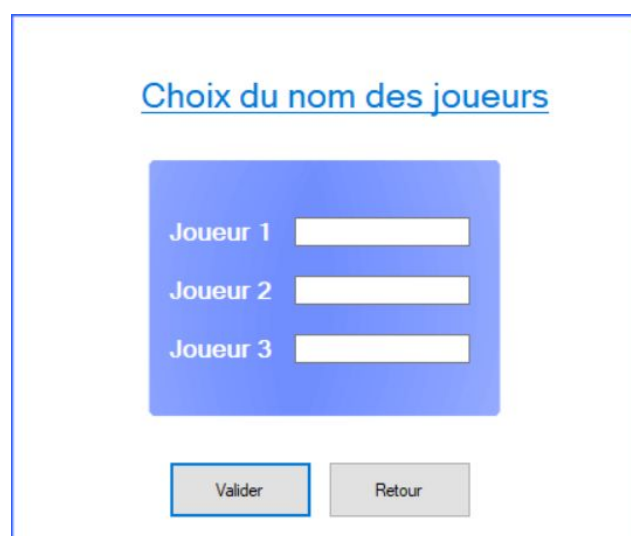 Choix du nom des joueurs
Joueur 1
Joueur 2
Joueur 3
Valider Retour